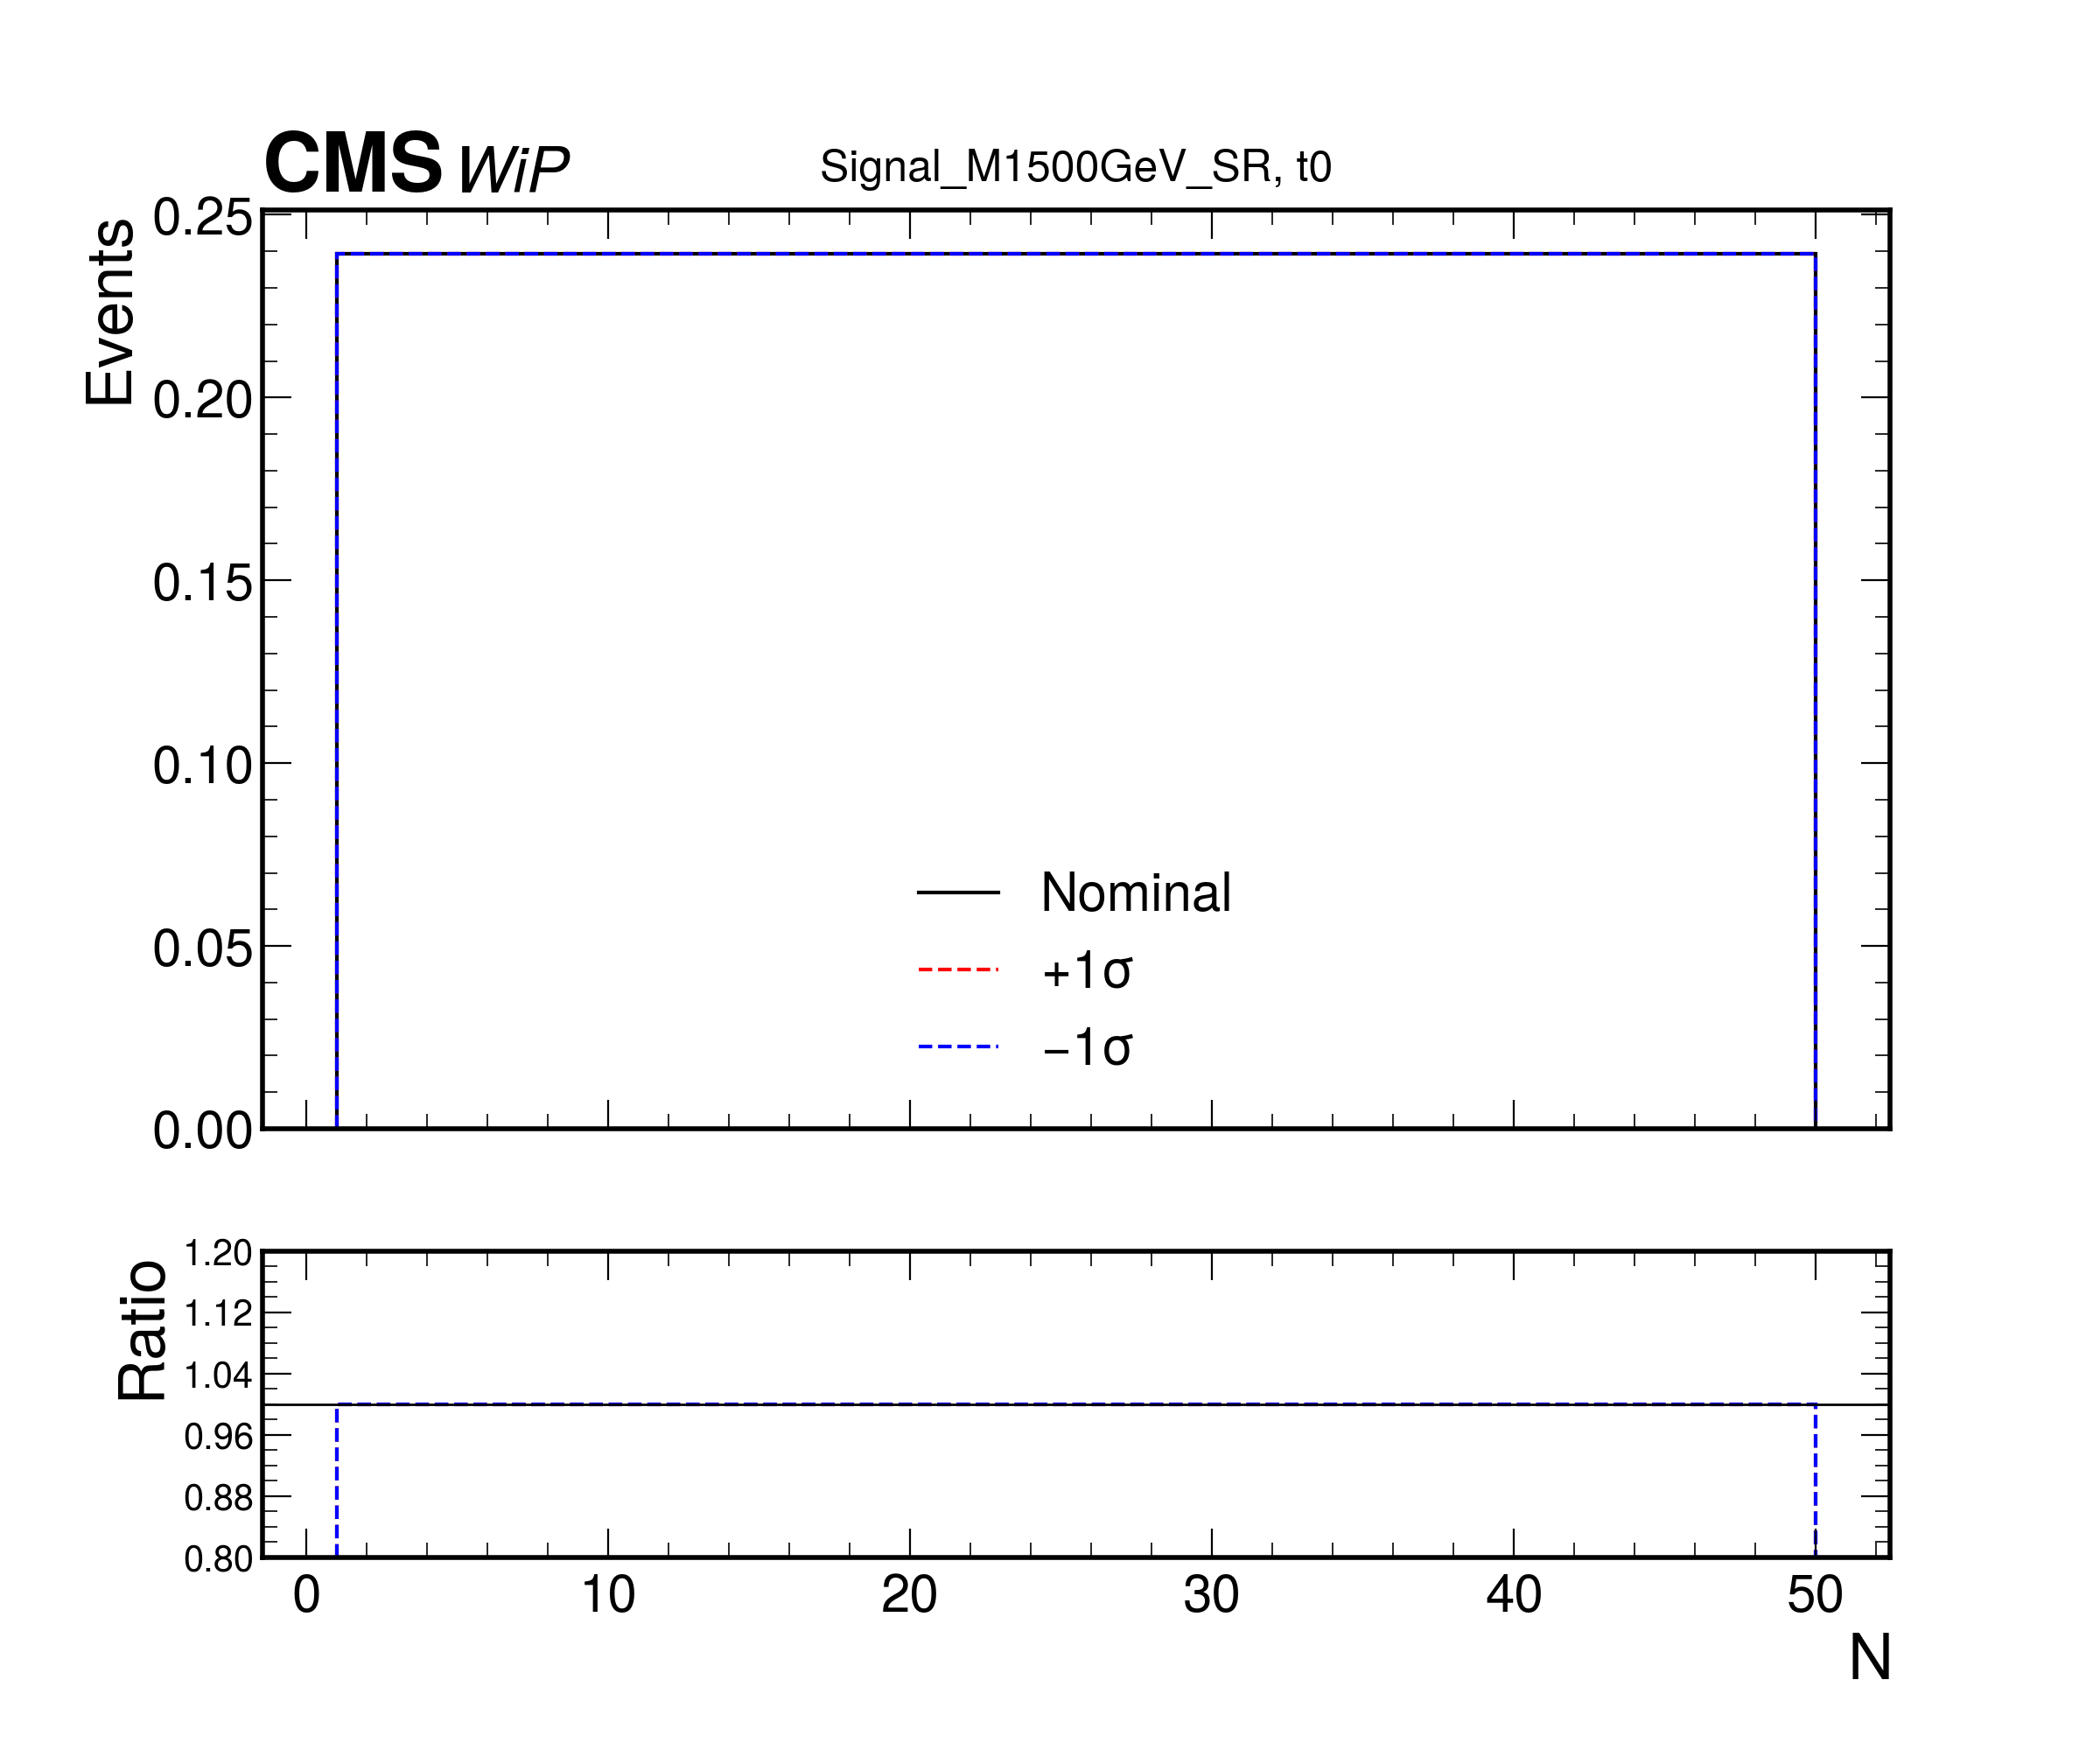 CMS WiP
Signal_M1500GeV_SR, t0
Events
0.25
0.20
0.15
0.10
0.05
0.00
Nominal
+1σ
−1σ
Ratio
1.20
1.12
1.04
0.96
0.88
0.80
0 10 20 30 40 50
N